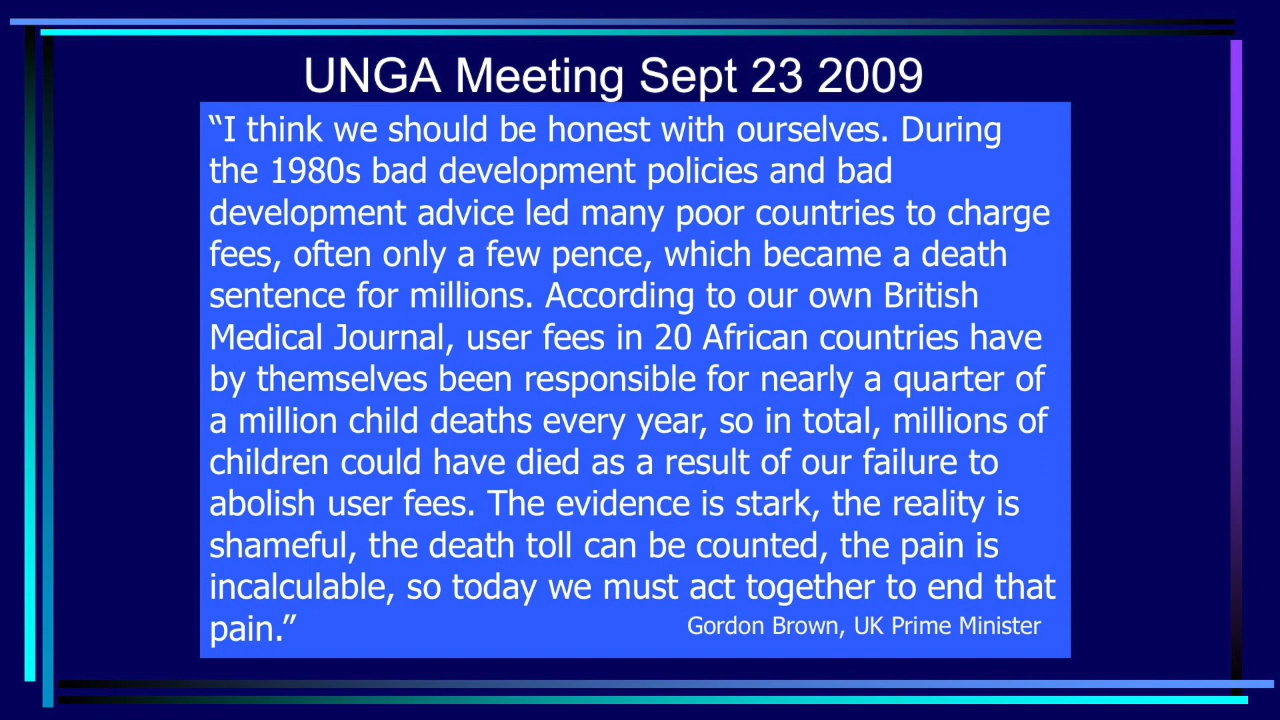 UNGA Meeting Sept 23 2009
“I think we should be honest with ourselves. During
the 1980s bad development policies and bad
development advice led many poor countries to charge
fees, often only a few pence, which became a death
sentence for millions. According to our own British
Medical Journal, user fees in 20 African countries have
by themselves been responsible for nearly a quarter of
a million child deaths every year, so in total, millions of
children could have died as a result of our failure to
abolish user fees. The evidence is stark, the reality is
shameful, the death toll can be counted, the pain is
incalculable, so today we must act together to end that
pain.”
Gordon Brown, UK Prime Minister